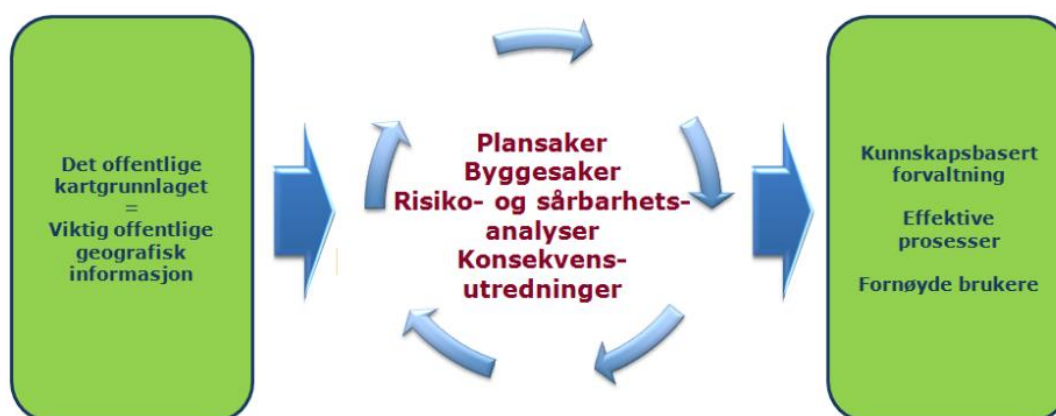 Det offentlige
kartgrunnlaget
=
Viktig offentlige
geografisk
informasjon
Plansaker
Byggesaker
Risiko- og sårbarhets-
analyser
Konsekvens-
utredninger
Kunnskapsbasert
forvaltning
Effektive
prosesser
Fornøyde brukere